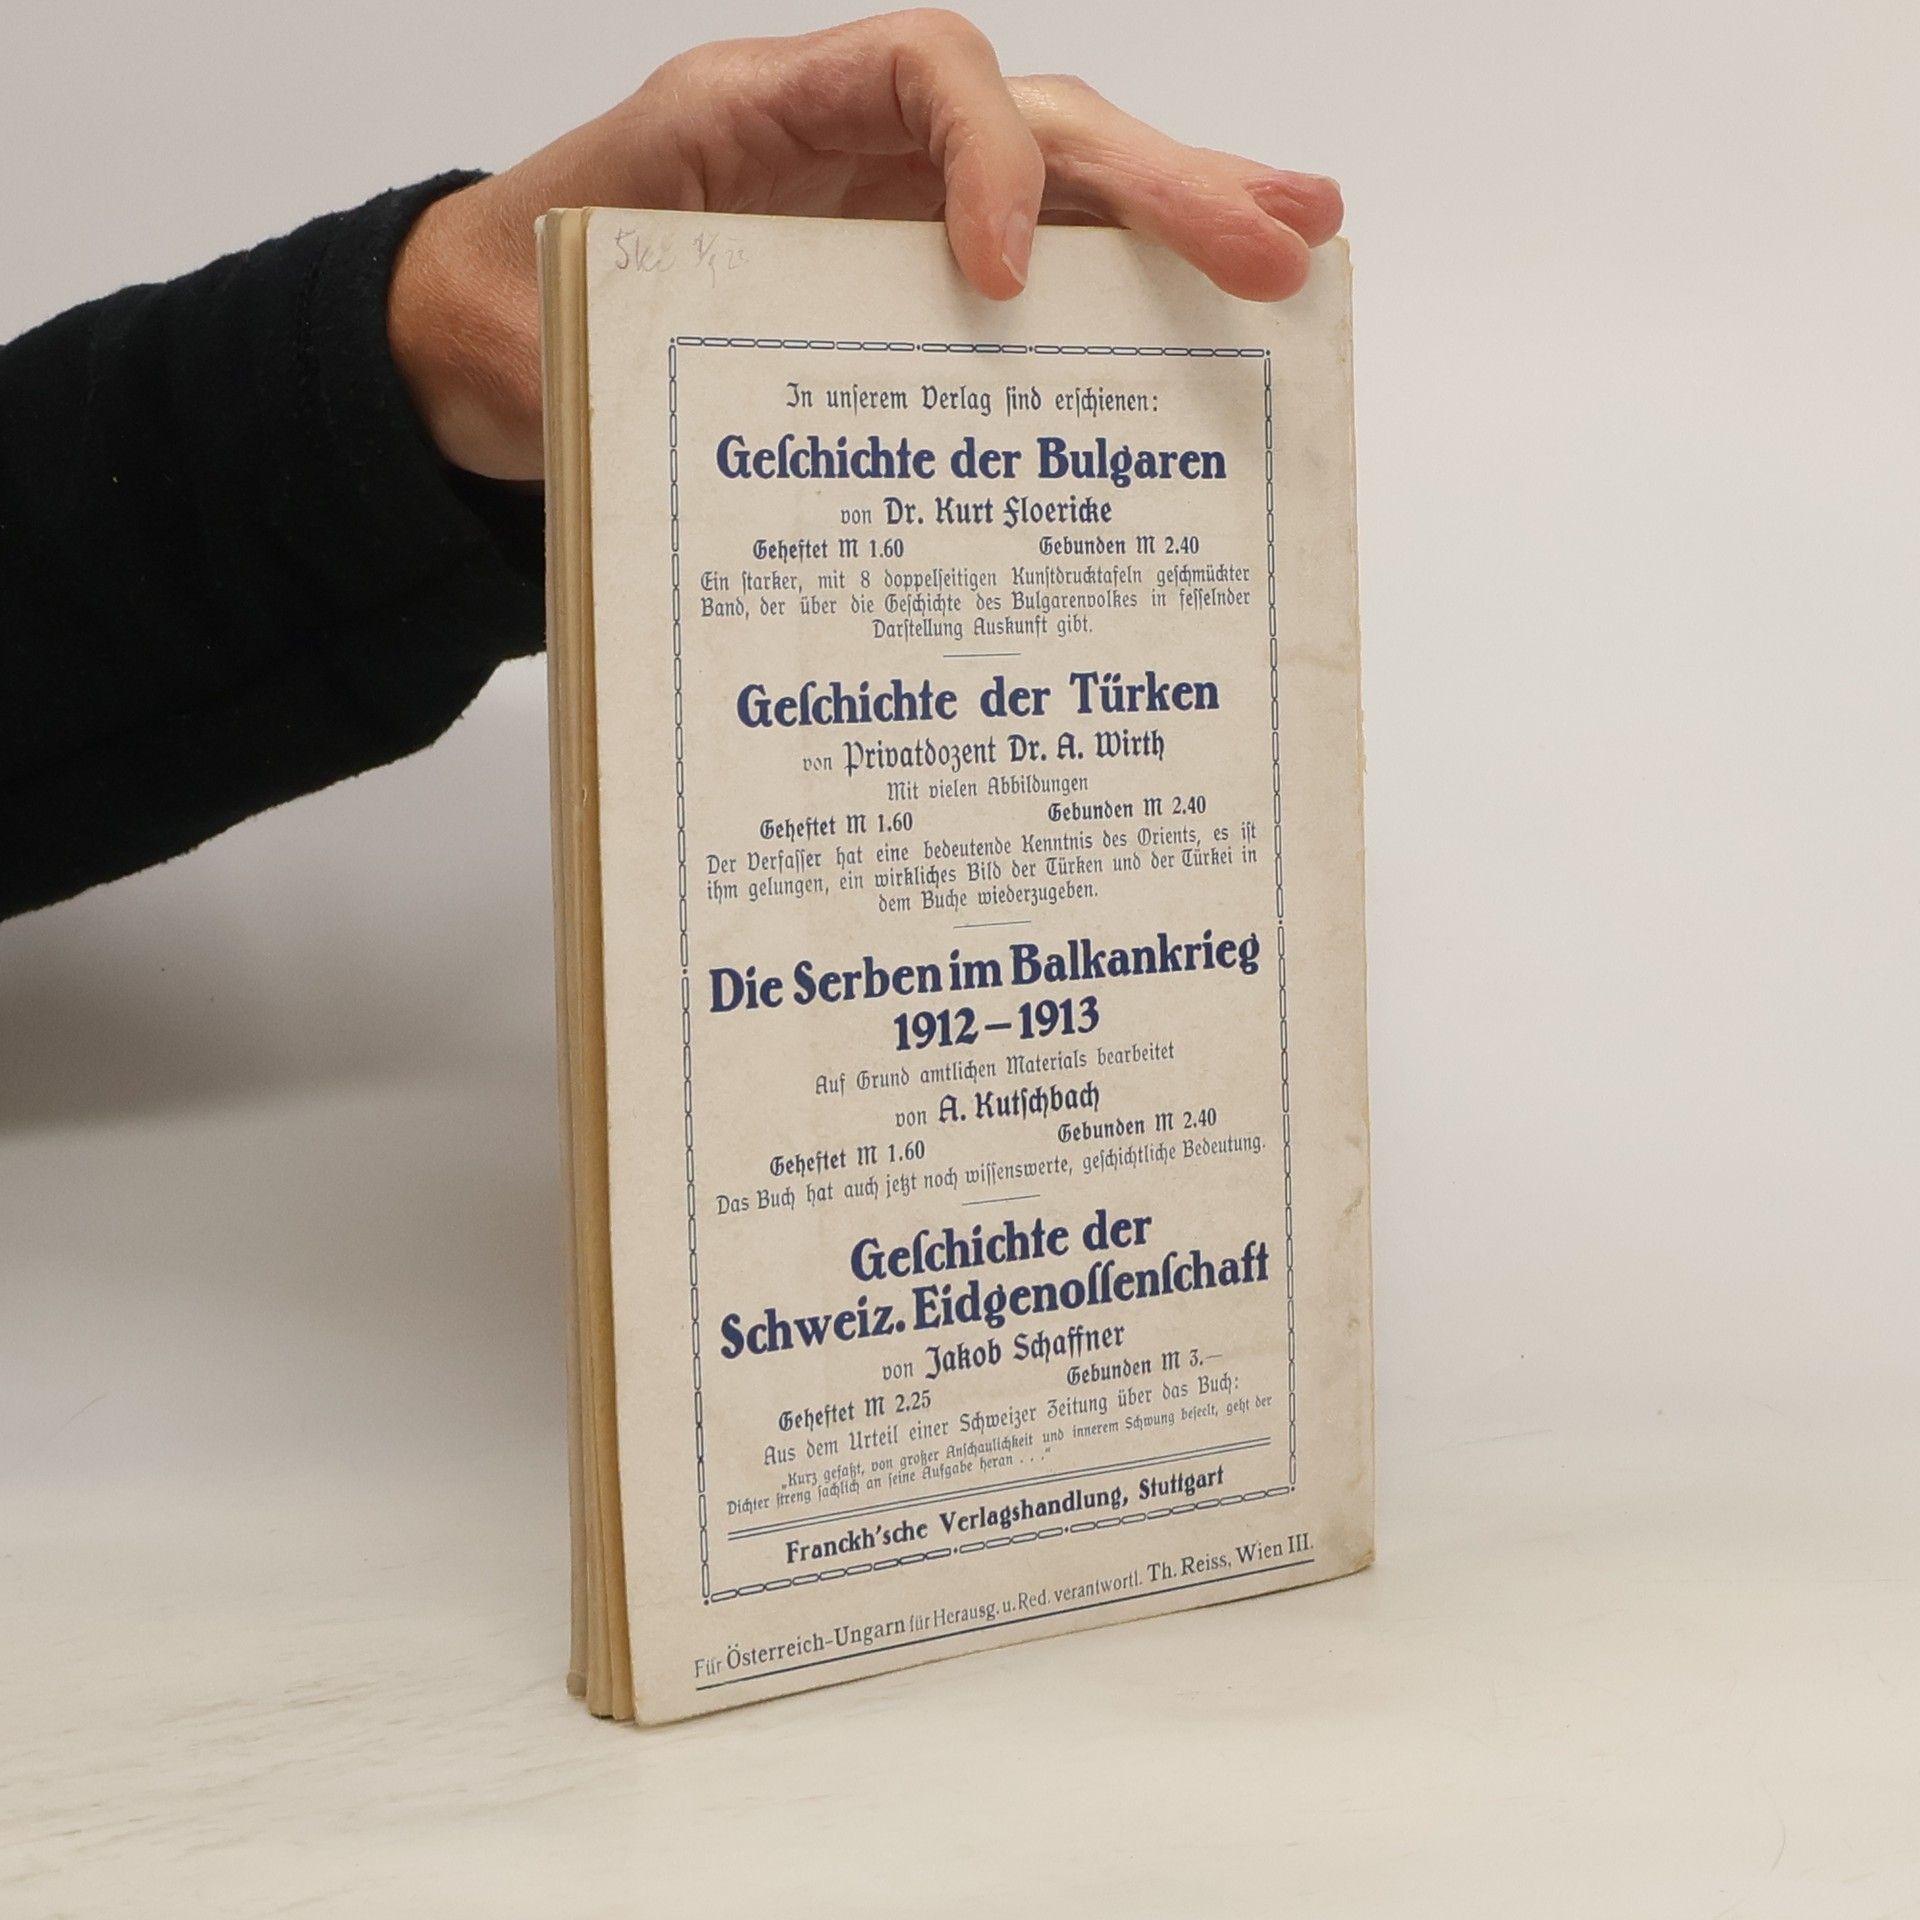 5 Kč
In unſerem Verlag ſind erſchienen:
Geſchichte der Bulgaren
von Dr. Kurt Floericke
Geheftet M 1.60 Gebunden M 2.40
Ein ſtarker, mit 8 doppelſeitigen Kunſtdrucktafeln geſchmückter
Band, der über die Geſchichte des Bulgarenvolkes in feſſelnder
Darſtellung Auskunft gibt.
Geſchichte der Türken
von Privatdozent Dr. A. Wirth
Mit vielen Abbildungen
Geheftet M 1.60 Gebunden M 2.40
Der Verfaſſer hat eine bedeutende Kenntnis des Orients, es iſt
ihm gelungen, ein wirkliches Bild der Türken und der Türkei in
dem Buche wiederzugeben.
Die Serben im Balkankrieg
1912–1913
Auf Grund amtlichen Materials bearbeitet
von A. Kutſchbach
Geheftet M 1.60 Gebunden M 2.40
Das Buch hat auch jetzt noch wiſſenswerte, geſchichtliche Bedeutung.
Geſchichte der
Schweiz. Eidgenoſſenſchaft
von Jakob Schaffner
Geheftet M 2.25 Gebunden M 3.—
Aus dem Urteil einer Schweizer Zeitung über das Buch:
„Kurz gefaßt, von großer Anſchaulichkeit und innerem Schwung beſeelt, geht der
Dichter ſtreng ſachlich an ſeine Aufgabe heran . . .“
Franckh'sche Verlagshandlung, Stuttgart
Für Österreich-Ungarn für Herausg. u. Red. verantwortl. Th. Reiss, Wien III.